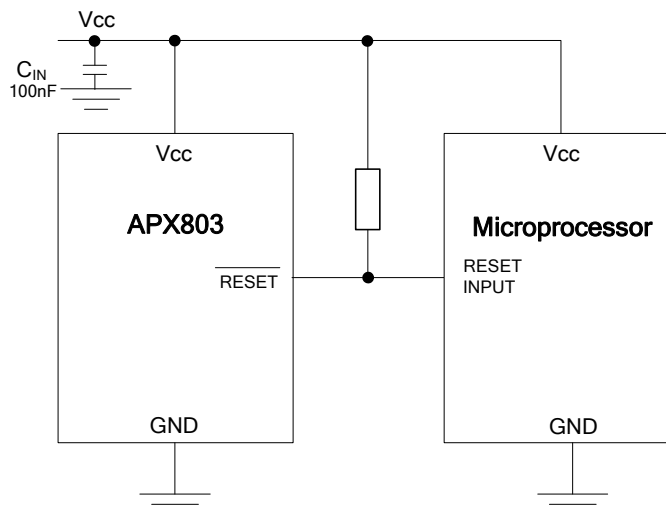 Vcc
CIN
100nF
Vcc
Vcc
APX803
Microprocessor
RESET
RESET
INPUT
GND
GND